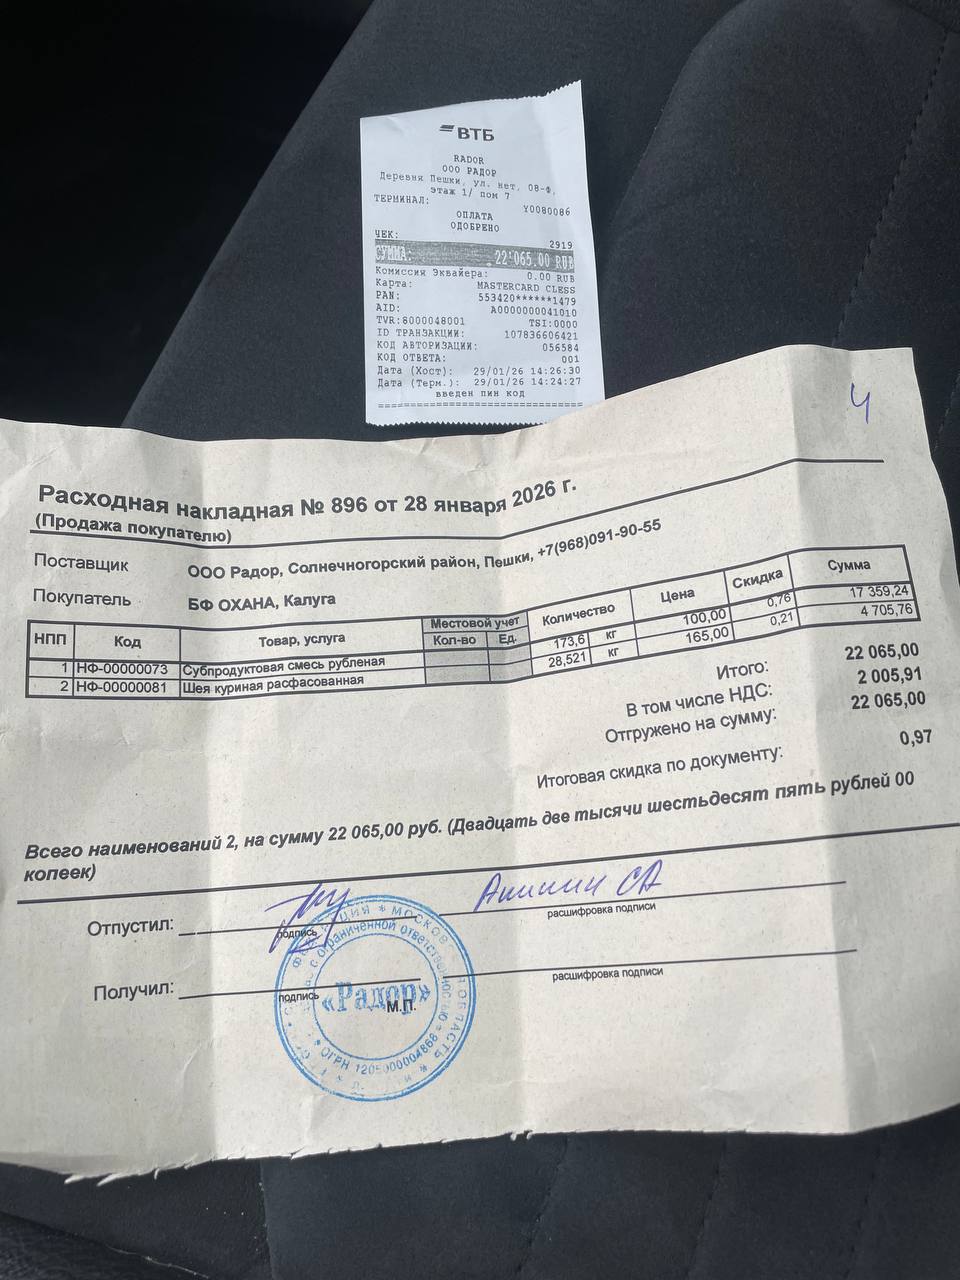 ВТБ
RADOR
ООО РАДОР
Деревня Пешки, ул. нет, 08-Ф,
этаж 1/ пом 7
ТЕРМИНАЛ: Y0080086
ОПЛАТА
ОДОБРЕНО
ЧЕК: 2919
СУММА: 22'065.00 RUB
Комиссия Эквайера: 0.00 RUB
Карта: MASTERCARD CLESS
PAN: 553420******1479
AID: A0000000041010
TVR:8000048001 TSI:0000
ID ТРАНЗАКЦИИ: 107836606421
КОД АВТОРИЗАЦИИ: 056584
КОД ОТВЕТА: 001
Дата (Хост): 29/01/26 14:26:30
Дата (Терм.): 29/01/26 14:24:27
введен пин код
4
Расходная накладная № 896 от 28 января 2026 г.
(Продажа покупателю)
Поставщик ООО Радор, Солнечногорский район, Пешки, +7(968)091-90-55
Покупатель БФ ОХАНА, Калуга
НПП Код Товар, услуга Местовой учет Количество Цена Скидка Сумма
Кол-во Ед.
1 НФ-00000073 Субпродуктовая смесь рубленая 173,6 кг 100,00 0,76 17 359,24
2 НФ-00000081 Шея куриная расфасованная 28,521 кг 165,00 0,21 4 705,76
Итого: 22 065,00
В том числе НДС: 2 005,91
Отгружено на сумму: 22 065,00
Итоговая скидка по документу: 0,97
Всего наименований 2, на сумму 22 065,00 руб. (Двадцать две тысячи шестьдесят пять рублей 00
копеек)
Отпустил:
подпись расшифровка подписи
Получил:
подпись М.П. расшифровка подписи
с ограниченной ответственностью
«Радор»
ОГРН